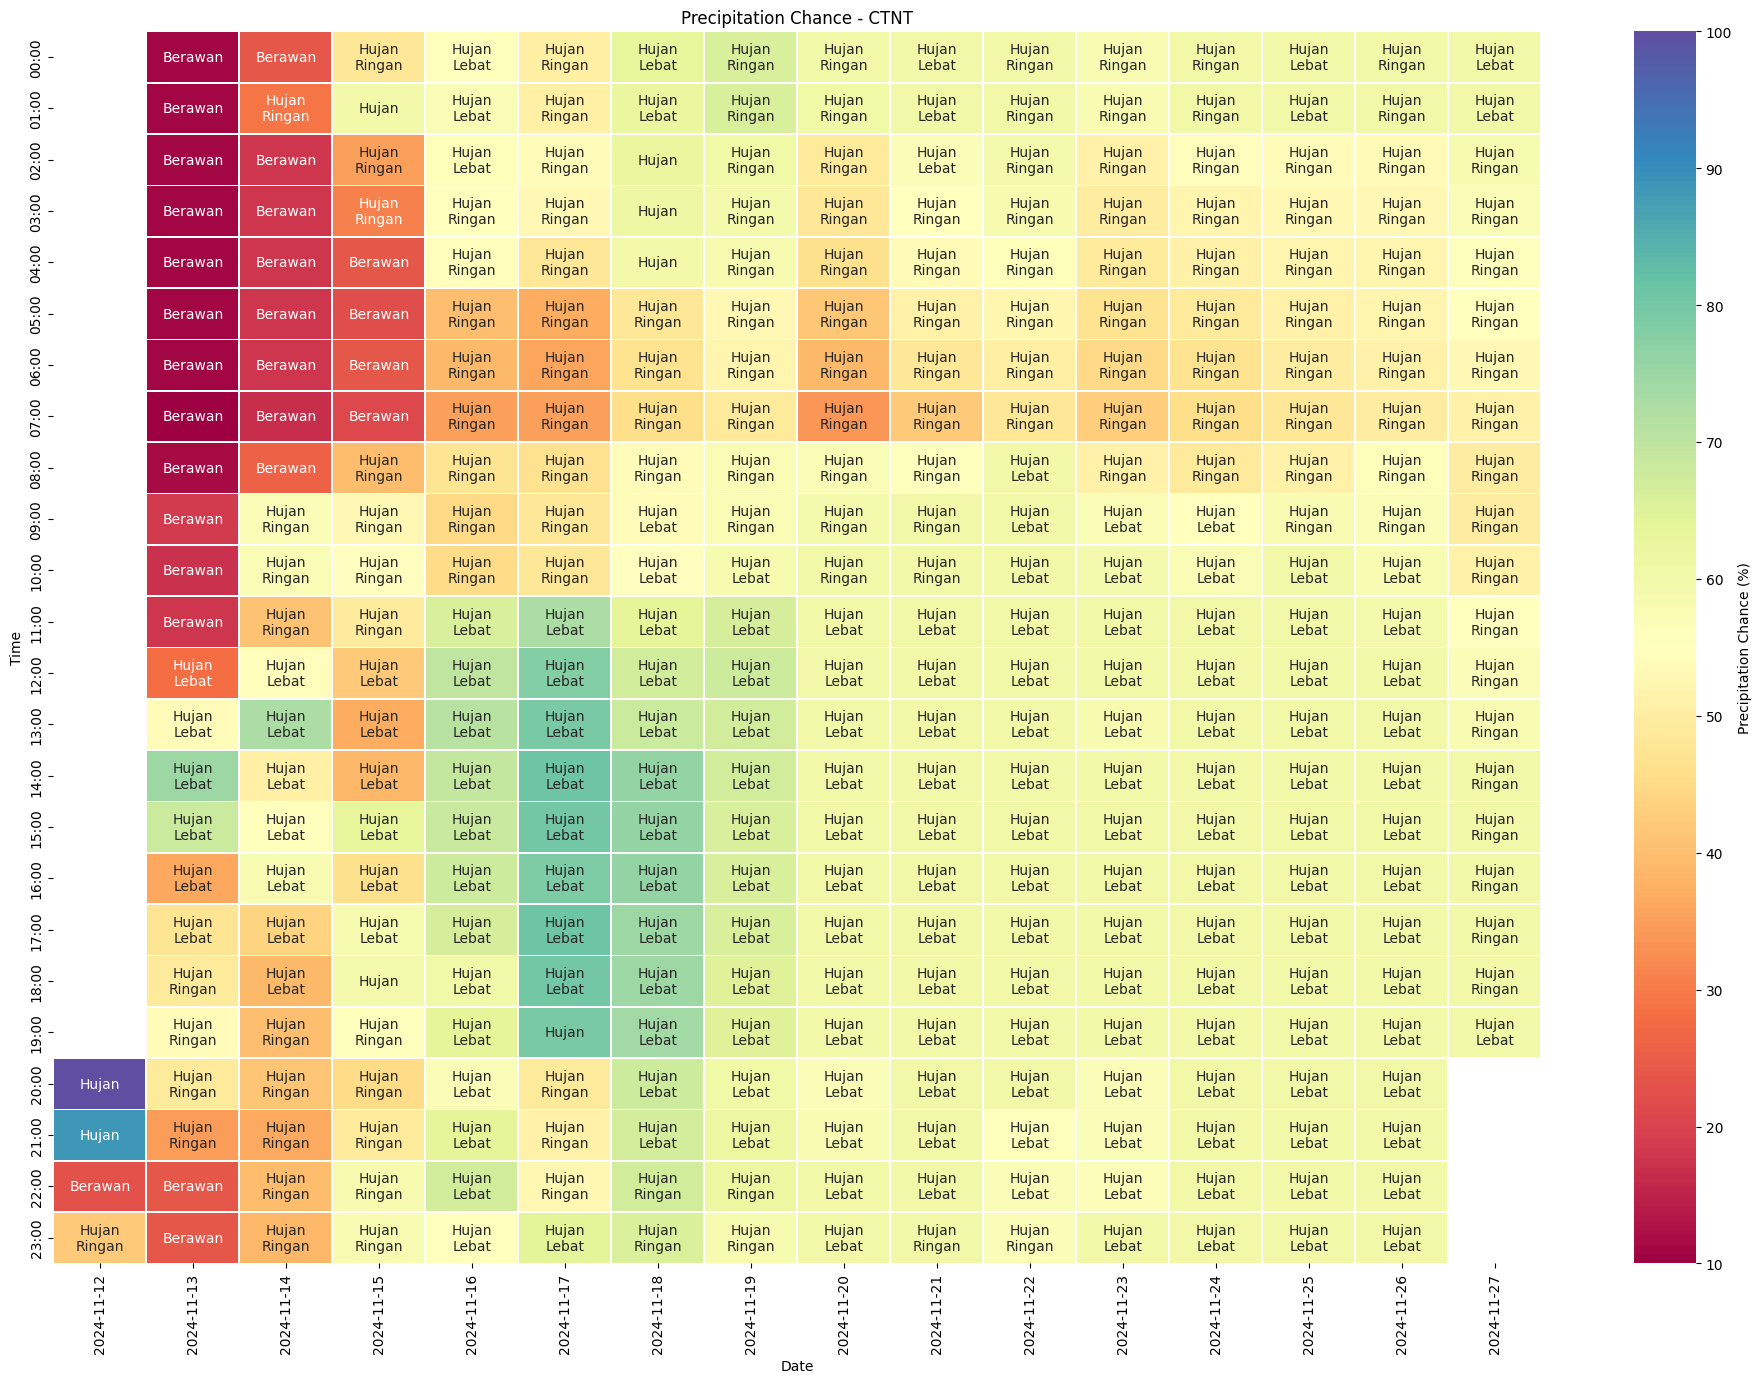 Precipitation Chance - CTNT
00:00 Berawan Berawan Hujan Ringan Hujan Lebat Hujan Ringan Hujan Lebat Hujan Ringan Hujan Ringan Hujan Lebat Hujan Ringan Hujan Ringan Hujan Ringan Hujan Lebat Hujan Ringan Hujan Lebat
01:00 Berawan Hujan Ringan Hujan Hujan Lebat Hujan Ringan Hujan Lebat Hujan Ringan Hujan Ringan Hujan Lebat Hujan Ringan Hujan Ringan Hujan Ringan Hujan Lebat Hujan Ringan Hujan Lebat
02:00 Berawan Berawan Hujan Ringan Hujan Lebat Hujan Ringan Hujan Hujan Ringan Hujan Ringan Hujan Lebat Hujan Ringan Hujan Ringan Hujan Ringan Hujan Ringan Hujan Ringan Hujan Ringan
03:00 Berawan Berawan Hujan Ringan Hujan Ringan Hujan Ringan Hujan Hujan Ringan Hujan Ringan Hujan Ringan Hujan Ringan Hujan Ringan Hujan Ringan Hujan Ringan Hujan Ringan Hujan Ringan
04:00 Berawan Berawan Berawan Hujan Ringan Hujan Ringan Hujan Hujan Ringan Hujan Ringan Hujan Ringan Hujan Ringan Hujan Ringan Hujan Ringan Hujan Ringan Hujan Ringan Hujan Ringan
05:00 Berawan Berawan Berawan Hujan Ringan Hujan Ringan Hujan Ringan Hujan Ringan Hujan Ringan Hujan Ringan Hujan Ringan Hujan Ringan Hujan Ringan Hujan Ringan Hujan Ringan Hujan Ringan
06:00 Berawan Berawan Berawan Hujan Ringan Hujan Ringan Hujan Ringan Hujan Ringan Hujan Ringan Hujan Ringan Hujan Ringan Hujan Ringan Hujan Ringan Hujan Ringan Hujan Ringan Hujan Ringan
07:00 Berawan Berawan Berawan Hujan Ringan Hujan Ringan Hujan Ringan Hujan Ringan Hujan Ringan Hujan Ringan Hujan Ringan Hujan Ringan Hujan Ringan Hujan Ringan Hujan Ringan Hujan Ringan
08:00 Berawan Berawan Hujan Ringan Hujan Ringan Hujan Ringan Hujan Ringan Hujan Ringan Hujan Ringan Hujan Ringan Hujan Lebat Hujan Ringan Hujan Ringan Hujan Ringan Hujan Ringan Hujan Ringan
09:00 Berawan Hujan Ringan Hujan Ringan Hujan Ringan Hujan Ringan Hujan Lebat Hujan Ringan Hujan Ringan Hujan Ringan Hujan Lebat Hujan Lebat Hujan Lebat Hujan Ringan Hujan Ringan Hujan Ringan
10:00 Berawan Hujan Ringan Hujan Ringan Hujan Ringan Hujan Ringan Hujan Lebat Hujan Lebat Hujan Ringan Hujan Ringan Hujan Lebat Hujan Lebat Hujan Lebat Hujan Lebat Hujan Lebat Hujan Ringan
11:00 Berawan Hujan Ringan Hujan Ringan Hujan Lebat Hujan Lebat Hujan Lebat Hujan Lebat Hujan Lebat Hujan Lebat Hujan Lebat Hujan Lebat Hujan Lebat Hujan Lebat Hujan Lebat Hujan Ringan
12:00 Hujan Lebat Hujan Lebat Hujan Lebat Hujan Lebat Hujan Lebat Hujan Lebat Hujan Lebat Hujan Lebat Hujan Lebat Hujan Lebat Hujan Lebat Hujan Lebat Hujan Lebat Hujan Lebat Hujan Ringan
13:00 Hujan Lebat Hujan Lebat Hujan Lebat Hujan Lebat Hujan Lebat Hujan Lebat Hujan Lebat Hujan Lebat Hujan Lebat Hujan Lebat Hujan Lebat Hujan Lebat Hujan Lebat Hujan Lebat Hujan Ringan
14:00 Hujan Lebat Hujan Lebat Hujan Lebat Hujan Lebat Hujan Lebat Hujan Lebat Hujan Lebat Hujan Lebat Hujan Lebat Hujan Lebat Hujan Lebat Hujan Lebat Hujan Lebat Hujan Lebat Hujan Ringan
15:00 Hujan Lebat Hujan Lebat Hujan Lebat Hujan Lebat Hujan Lebat Hujan Lebat Hujan Lebat Hujan Lebat Hujan Lebat Hujan Lebat Hujan Lebat Hujan Lebat Hujan Lebat Hujan Lebat Hujan Ringan
16:00 Hujan Lebat Hujan Lebat Hujan Lebat Hujan Lebat Hujan Lebat Hujan Lebat Hujan Lebat Hujan Lebat Hujan Lebat Hujan Lebat Hujan Lebat Hujan Lebat Hujan Lebat Hujan Lebat Hujan Ringan
17:00 Hujan Lebat Hujan Lebat Hujan Lebat Hujan Lebat Hujan Lebat Hujan Lebat Hujan Lebat Hujan Lebat Hujan Lebat Hujan Lebat Hujan Lebat Hujan Lebat Hujan Lebat Hujan Lebat Hujan Ringan
18:00 Hujan Ringan Hujan Lebat Hujan Hujan Lebat Hujan Lebat Hujan Lebat Hujan Lebat Hujan Lebat Hujan Lebat Hujan Lebat Hujan Lebat Hujan Lebat Hujan Lebat Hujan Lebat Hujan Ringan
19:00 Hujan Ringan Hujan Ringan Hujan Ringan Hujan Lebat Hujan Hujan Lebat Hujan Lebat Hujan Lebat Hujan Lebat Hujan Lebat Hujan Lebat Hujan Lebat Hujan Lebat Hujan Lebat Hujan Lebat
20:00 Hujan Hujan Ringan Hujan Ringan Hujan Ringan Hujan Lebat Hujan Ringan Hujan Lebat Hujan Lebat Hujan Lebat Hujan Lebat Hujan Lebat Hujan Lebat Hujan Lebat Hujan Lebat Hujan Lebat
21:00 Hujan Hujan Ringan Hujan Ringan Hujan Ringan Hujan Lebat Hujan Ringan Hujan Lebat Hujan Lebat Hujan Lebat Hujan Lebat Hujan Lebat Hujan Lebat Hujan Lebat Hujan Lebat Hujan Lebat
22:00 Berawan Berawan Hujan Ringan Hujan Ringan Hujan Lebat Hujan Ringan Hujan Ringan Hujan Ringan Hujan Lebat Hujan Lebat Hujan Lebat Hujan Lebat Hujan Lebat Hujan Lebat Hujan Lebat
23:00 Hujan Ringan Berawan Hujan Ringan Hujan Ringan Hujan Lebat Hujan Lebat Hujan Ringan Hujan Ringan Hujan Lebat Hujan Ringan Hujan Ringan Hujan Lebat Hujan Lebat Hujan Lebat Hujan Lebat
Time
2024-11-12 2024-11-13 2024-11-14 2024-11-15 2024-11-16 2024-11-17 2024-11-18 2024-11-19 2024-11-20 2024-11-21 2024-11-22 2024-11-23 2024-11-24 2024-11-25 2024-11-26 2024-11-27
Date
100
90
80
70
60
50
40
30
20
10
Precipitation Chance (%)